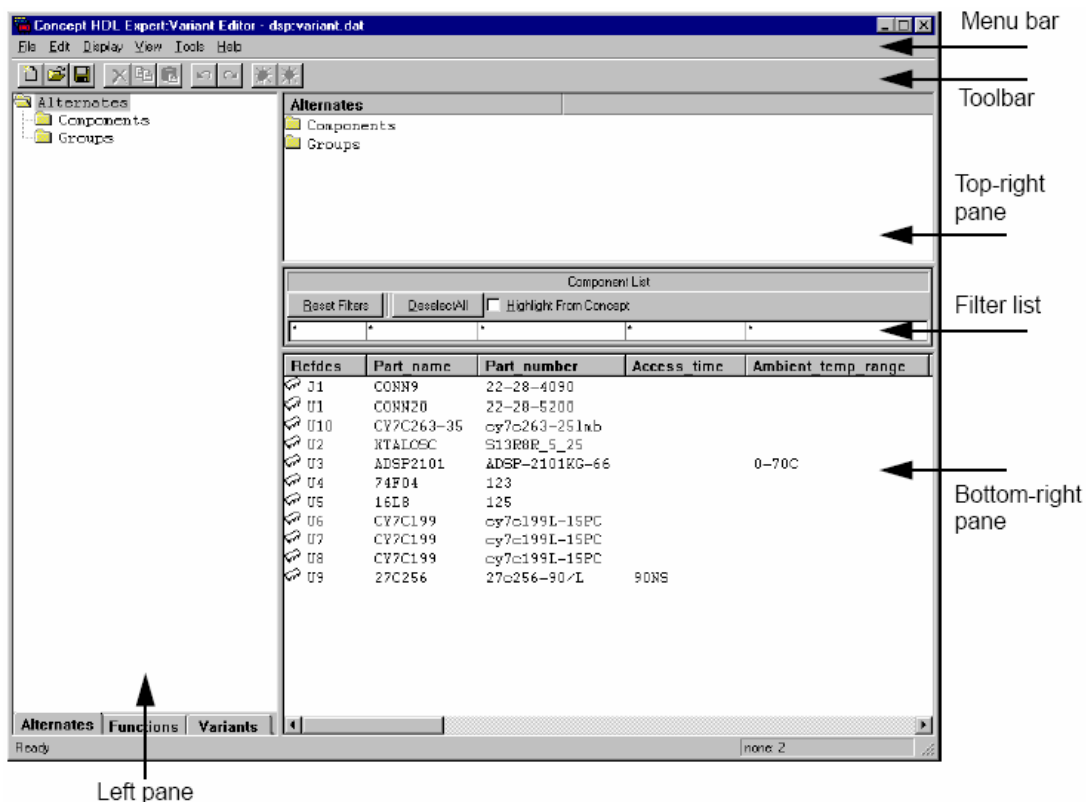 Concept HDL Expert:Variant Editor - dsp:variant.dat
Menu bar
File Edit Display View Tools Help
Toolbar
Alternates
Components
Groups
Alternates
Components
Groups
Top-right
pane
Component List
Reset Filters DeselectAll Highlight From Concept
Filter list
* * * * *
Refdes Part_name Part_number Access_time Ambient_temp_range
J1 CONN9 22-28-4090
U1 CONN20 22-28-5200
U10 CY7C263-35 cy7c263-25lmb
U2 XTALOSC S13R8R_5_25
U3 ADSP2101 ADSP-2101KG-66 0-70C
U4 74F04 123
U5 16L8 125
U6 CY7C199 cy7c199L-15PC
U7 CY7C199 cy7c199L-15PC
U8 CY7C199 cy7c199L-15PC
U9 27C256 27c256-90/L 90NS
Bottom-right
pane
Alternates Functions Variants
Ready none: 2
Left pane